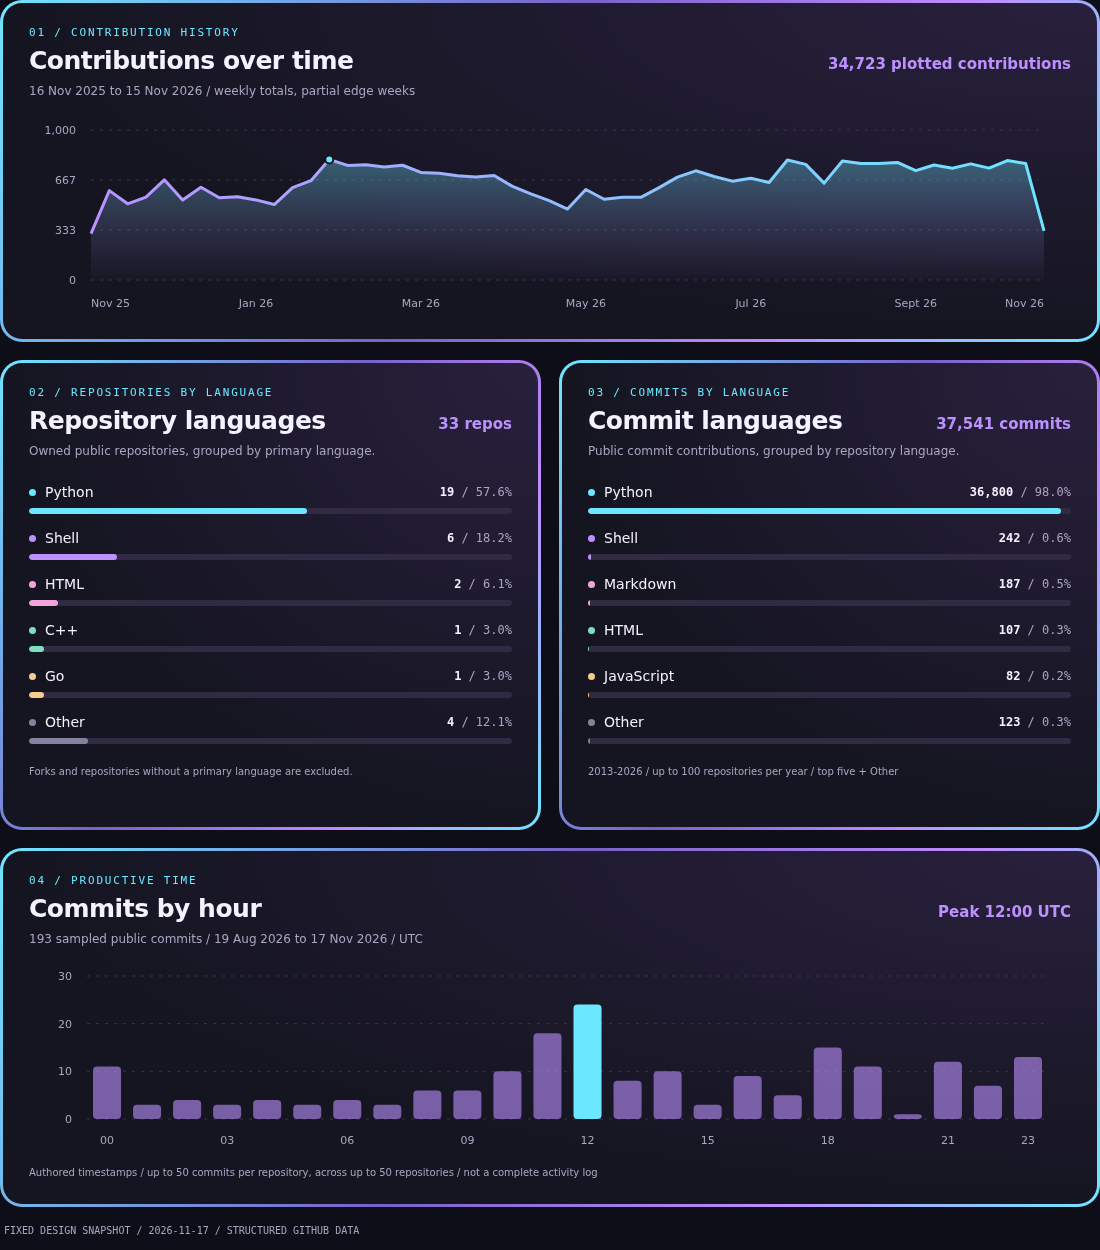 01 / CONTRIBUTION HISTORY
Contributions over time
34,723 plotted contributions
16 Nov 2025 to 15 Nov 2026 / weekly totals, partial edge weeks
1,000
667
333
0
Nov 25 Jan 26 Mar 26 May 26 Jul 26 Sept 26 Nov 26
02 / REPOSITORIES BY LANGUAGE
Repository languages
33 repos
Owned public repositories, grouped by primary language.
Python 19 / 57.6%
Shell 6 / 18.2%
HTML 2 / 6.1%
C++ 1 / 3.0%
Go 1 / 3.0%
Other 4 / 12.1%
Forks and repositories without a primary language are excluded.
03 / COMMITS BY LANGUAGE
Commit languages
37,541 commits
Public commit contributions, grouped by repository language.
Python 36,800 / 98.0%
Shell 242 / 0.6%
Markdown 187 / 0.5%
HTML 107 / 0.3%
JavaScript 82 / 0.2%
Other 123 / 0.3%
2013-2026 / up to 100 repositories per year / top five + Other
04 / PRODUCTIVE TIME
Commits by hour
Peak 12:00 UTC
193 sampled public commits / 19 Aug 2026 to 17 Nov 2026 / UTC
30
20
10
0
00 03 06 09 12 15 18 21 23
Authored timestamps / up to 50 commits per repository, across up to 50 repositories / not a complete activity log
FIXED DESIGN SNAPSHOT / 2026-11-17 / STRUCTURED GITHUB DATA